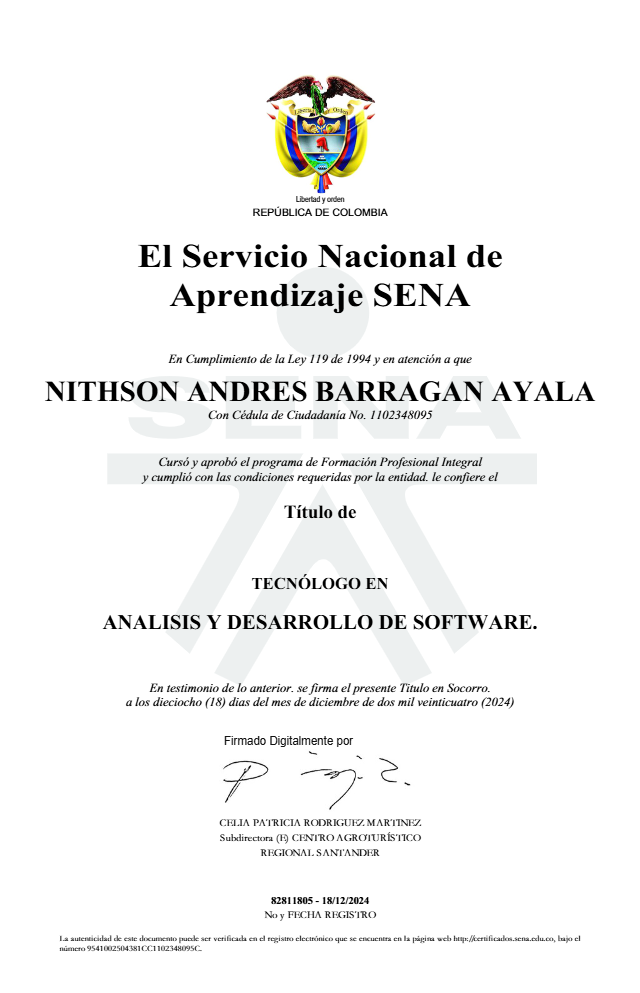 Libertad y Orden
Libertad y orden
REPÚBLICA DE COLOMBIA
El Servicio Nacional de
Aprendizaje SENA
En Cumplimiento de la Ley 119 de 1994 y en atención a que
NITHSON ANDRES BARRAGAN AYALA
Con Cédula de Ciudadanía No. 1102348095
SENA
Cursó y aprobó el programa de Formación Profesional Integral
y cumplió con las condiciones requeridas por la entidad. le confiere el
Título de
TECNÓLOGO EN
ANALISIS Y DESARROLLO DE SOFTWARE.
En testimonio de lo anterior. se firma el presente Titulo en Socorro.
a los dieciocho (18) dias del mes de diciembre de dos mil veinticuatro (2024)
Firmado Digitalmente por
CELIA PATRICIA RODRIGUEZ MARTINEZ
Subdirectora (E) CENTRO AGROTURÍSTICO
REGIONAL SANTANDER
82811805 - 18/12/2024
No y FECHA REGISTRO
La autenticidad de este documento puede ser verificada en el registro electrónico que se encuentra en la página web http://certificados.sena.edu.co, bajo el
número 9541002504381CC1102348095C.